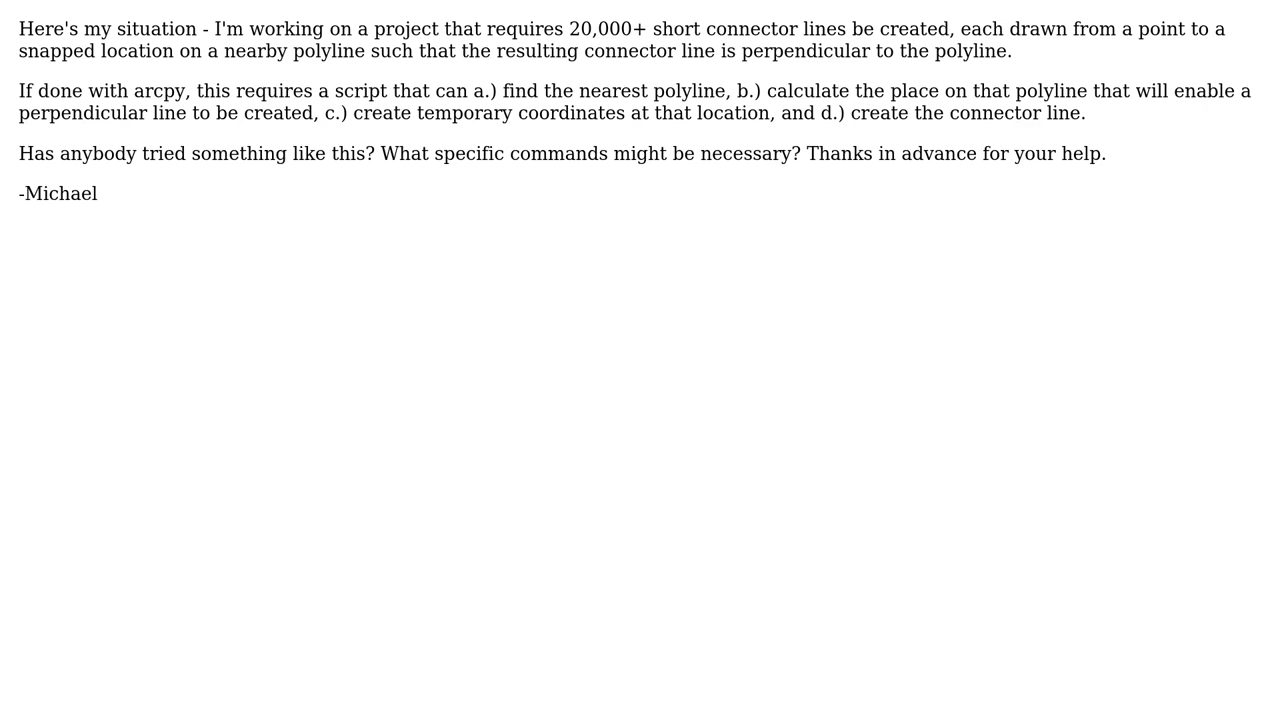 Here's my situation - I'm working on a project that requires 20,000+ short connector lines be created, each drawn from a point to a
snapped location on a nearby polyline such that the resulting connector line is perpendicular to the polyline.
If done with arcpy, this requires a script that can a.) find the nearest polyline, b.) calculate the place on that polyline that will enable a
perpendicular line to be created, c.) create temporary coordinates at that location, and d.) create the connector line.
Has anybody tried something like this? What specific commands might be necessary? Thanks in advance for your help.
-Michael